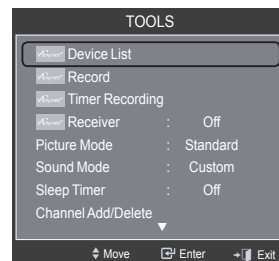 TOOLS
Device List
Record
Timer Recording
Receiver : Off
Picture Mode : Standard
Sound Mode : Custom
Sleep Timer : Off
Channel Add/Delete
Move Enter Exit